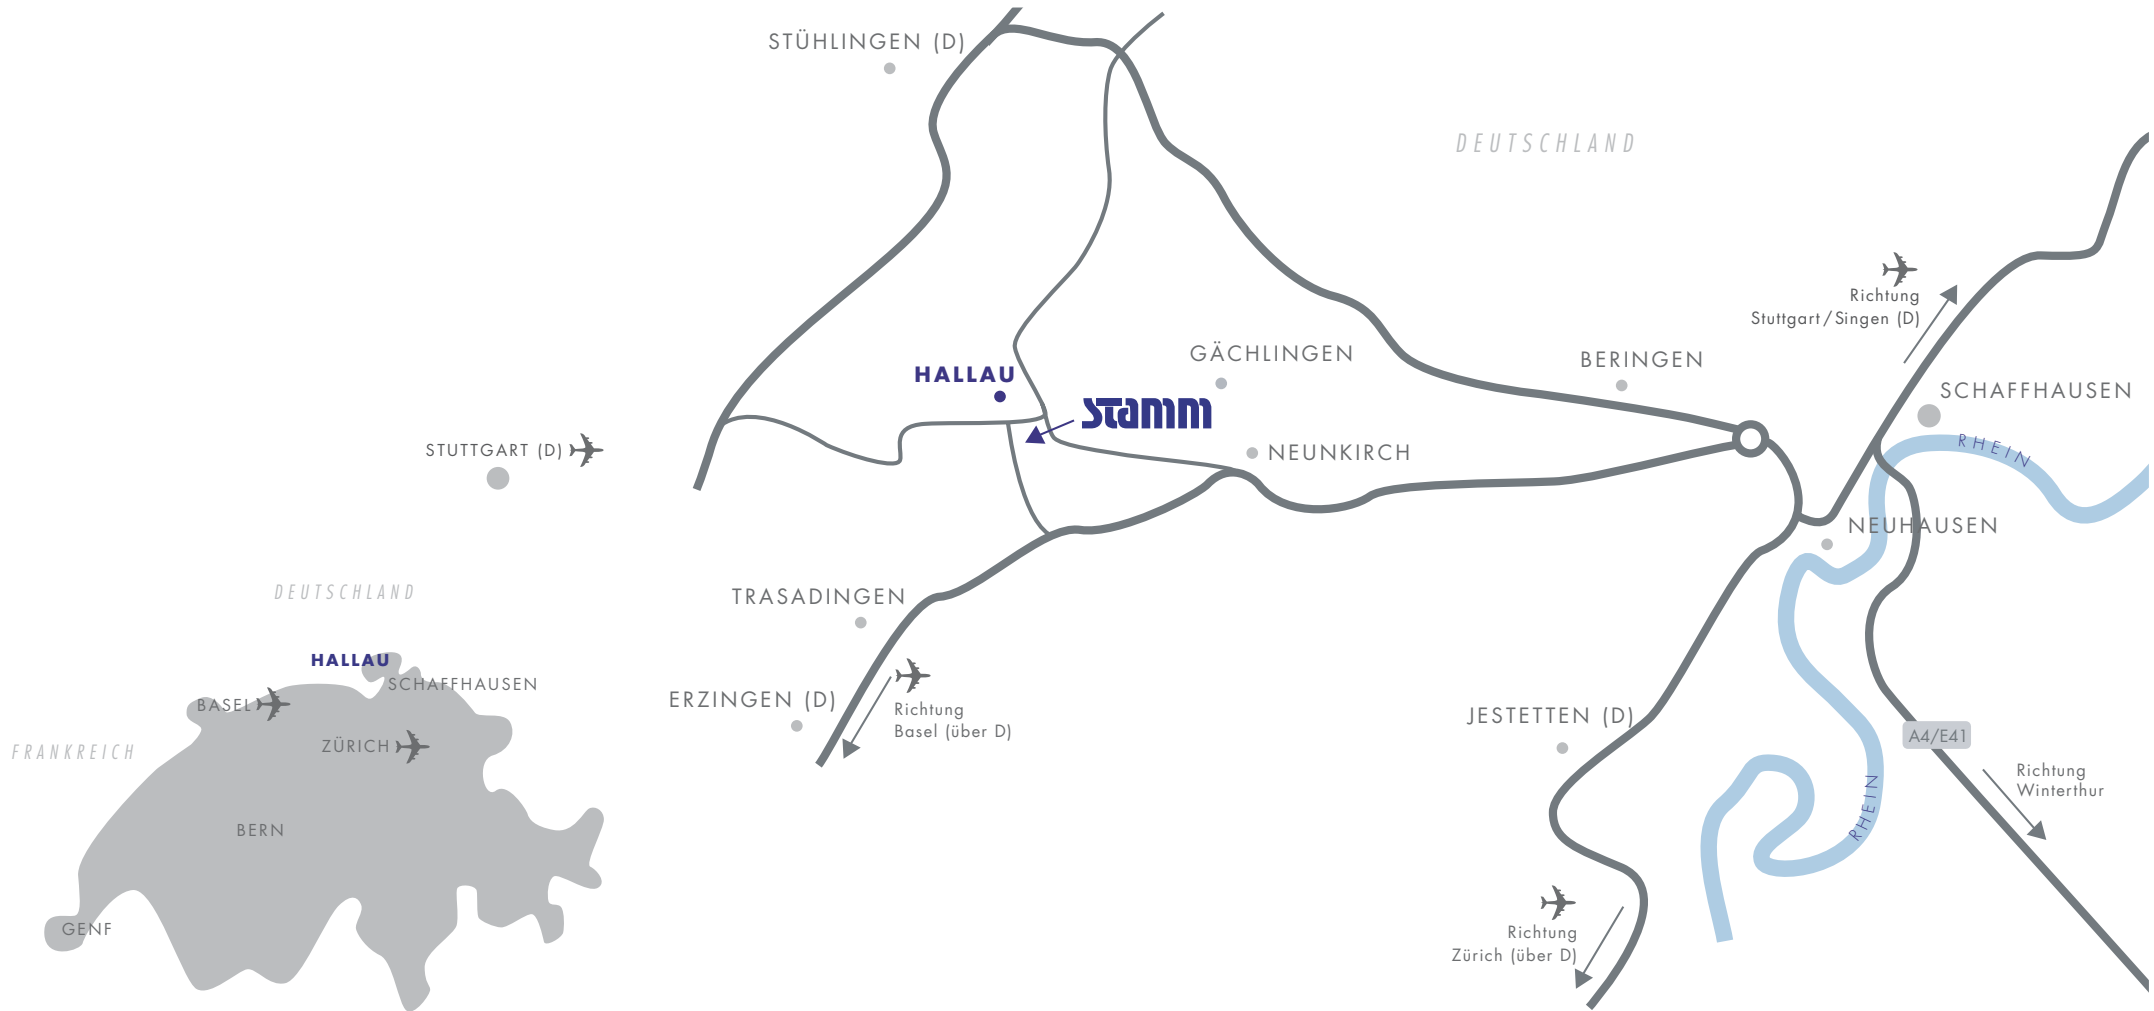 STÜHLINGEN (D)
DEUTSCHLAND
Richtung
Stuttgart/Singen (D)
GÄCHLINGEN
BERINGEN
HALLAU
SCHAFFHAUSEN
stamm
STUTTGART (D)
NEUNKIRCH
RHEIN
NEUHAUSEN
DEUTSCHLAND
TRASADINGEN
HALLAU
SCHAFFHAUSEN
BASEL
ERZINGEN (D)
Richtung
Basel (über D)
JESTETTEN (D)
A4/E41
FRANKREICH
ZÜRICH
Richtung
Winterthur
RHEIN
BERN
GENF
Richtung
Zürich (über D)